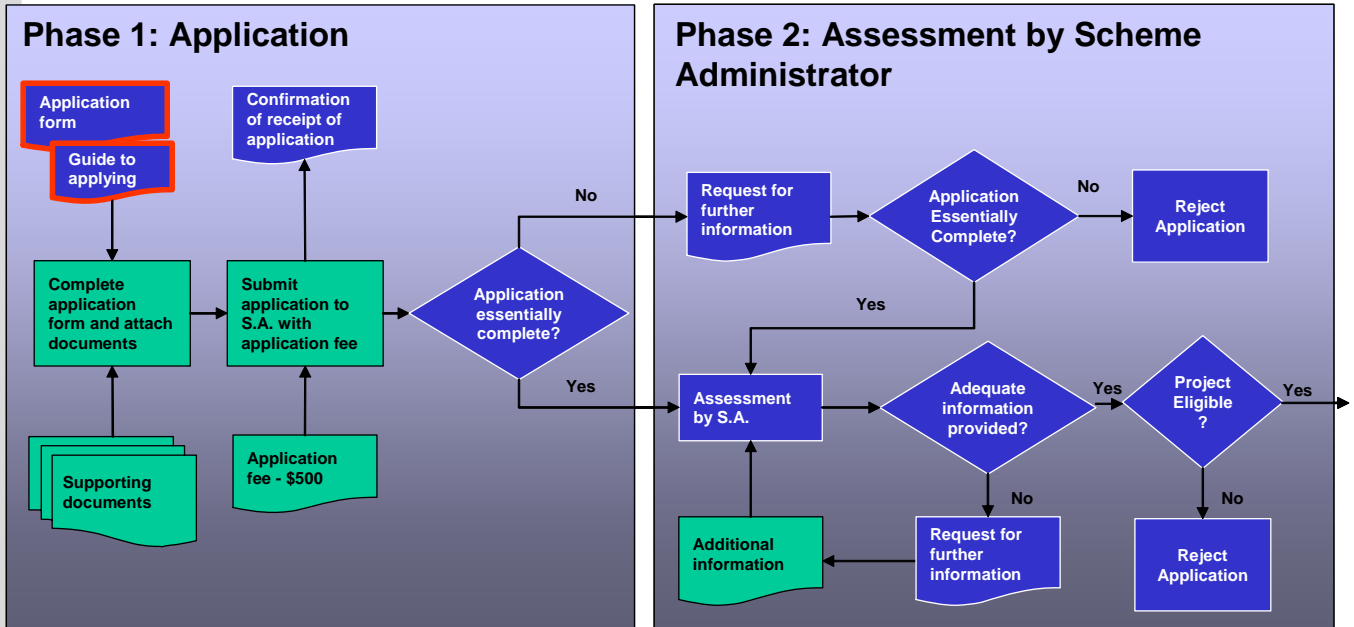 Phase 1: Application
Application
form
Guide to
applying
Confirmation
of receipt of
application
Complete
application
form and attach
documents
Submit
application to
S.A. with
application fee
Application
essentially
complete?
No
Yes
Supporting
documents
Application
fee - $500
Phase 2: Assessment by Scheme
Administrator
Request for
further
information
Application
Essentially
Complete?
No
Reject
Application
Yes
Assessment
by S.A.
Adequate
information
provided?
Yes
Project
Eligible
?
Yes
No
No
Additional
information
Request for
further
information
Reject
Application